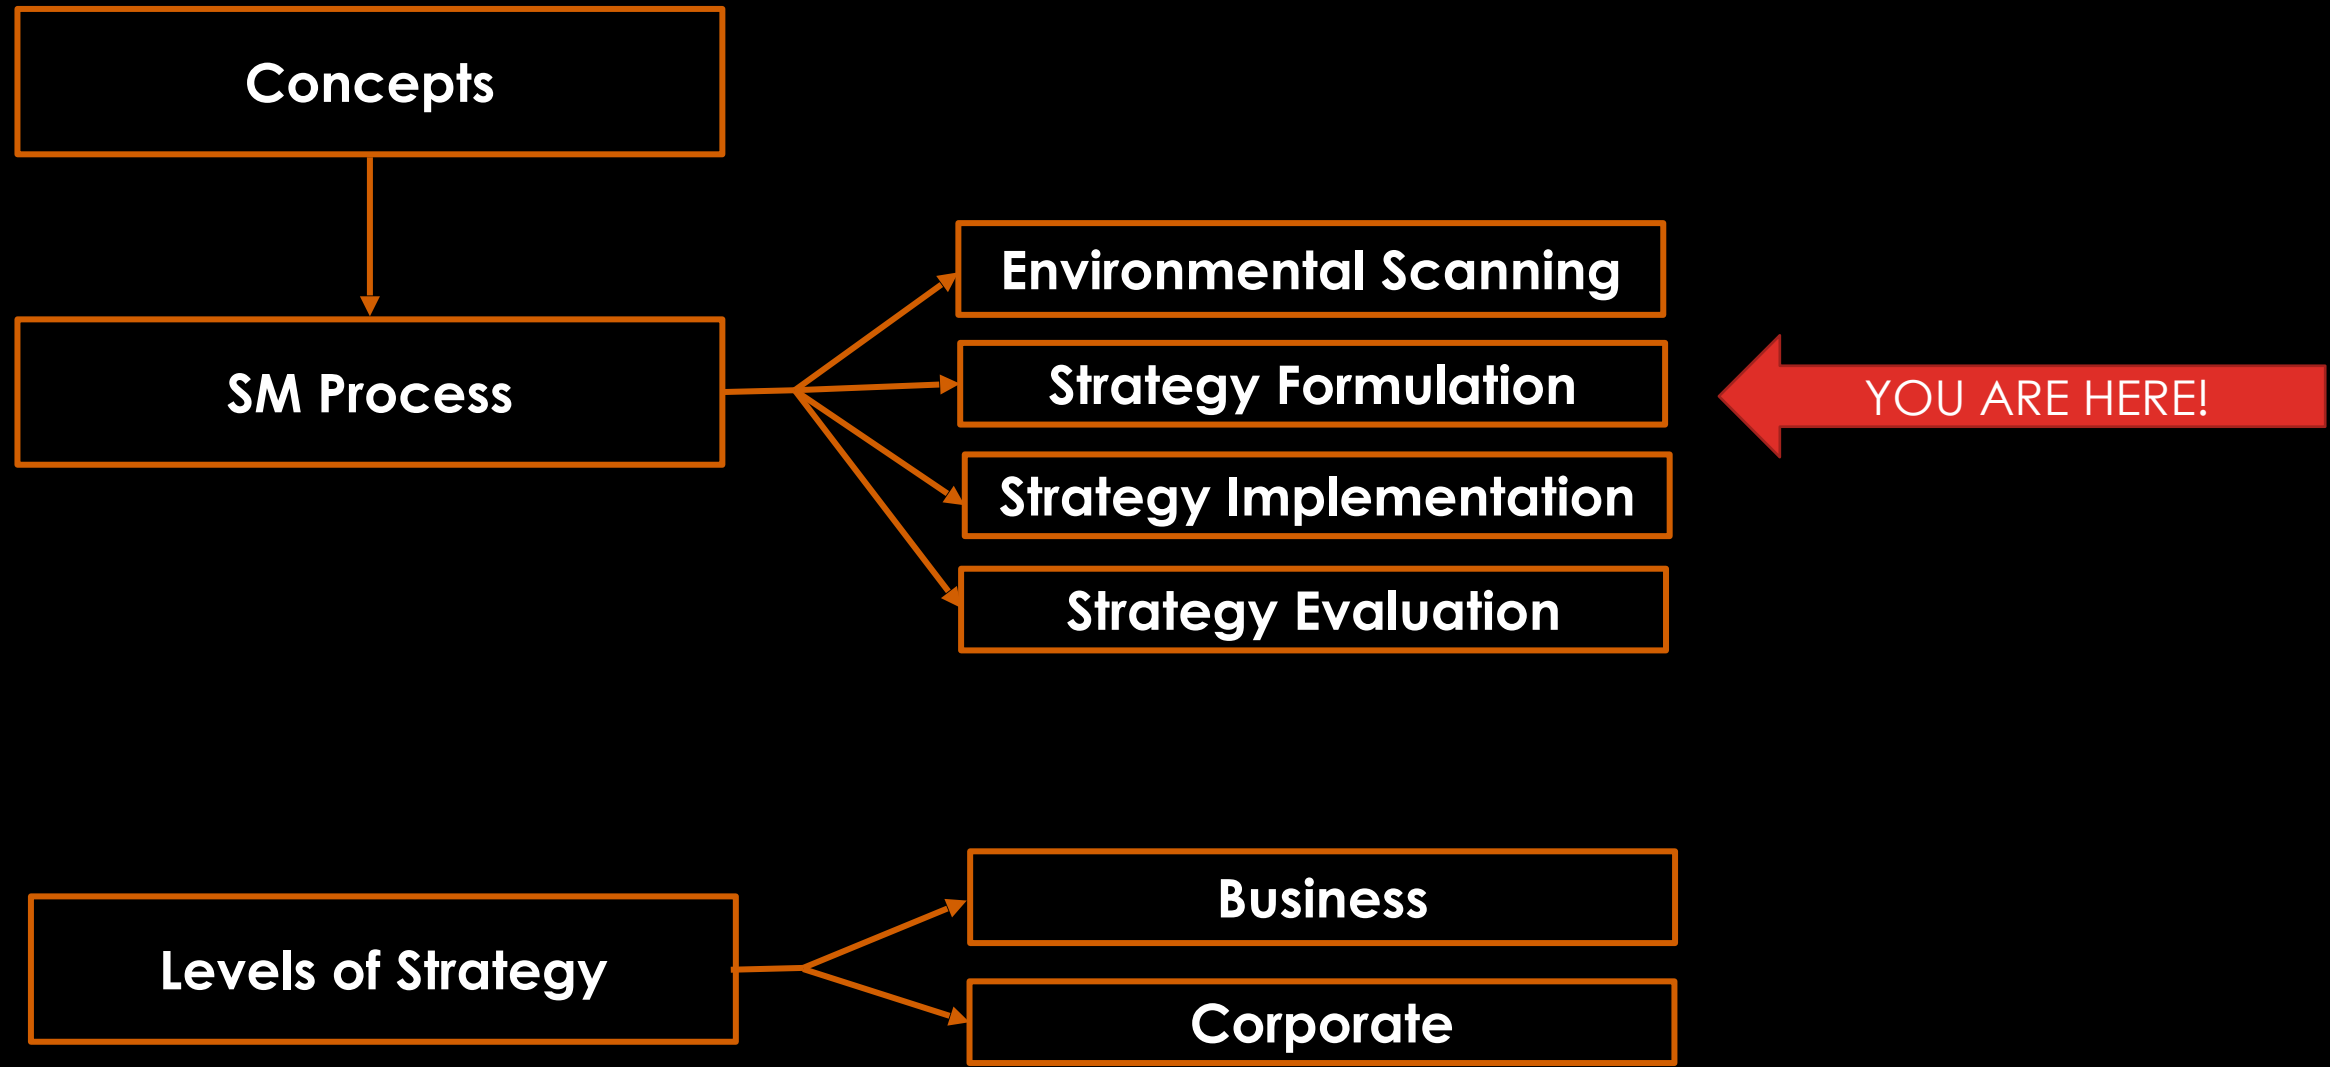 Concepts
SM Process
Environmental Scanning
Strategy Formulation
Strategy Implementation
Strategy Evaluation
YOU ARE HERE!
Levels of Strategy
Business
Corporate